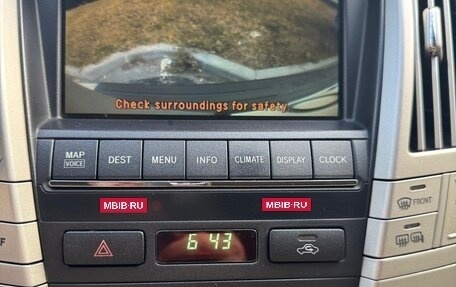 Check surroundings for safety.
MAP
VOICE
DEST
MENU
INFO
CLIMATE
DISPLAY
CLOCK
FRONT
MBIB-RU
MBIB-RU
6 43
F